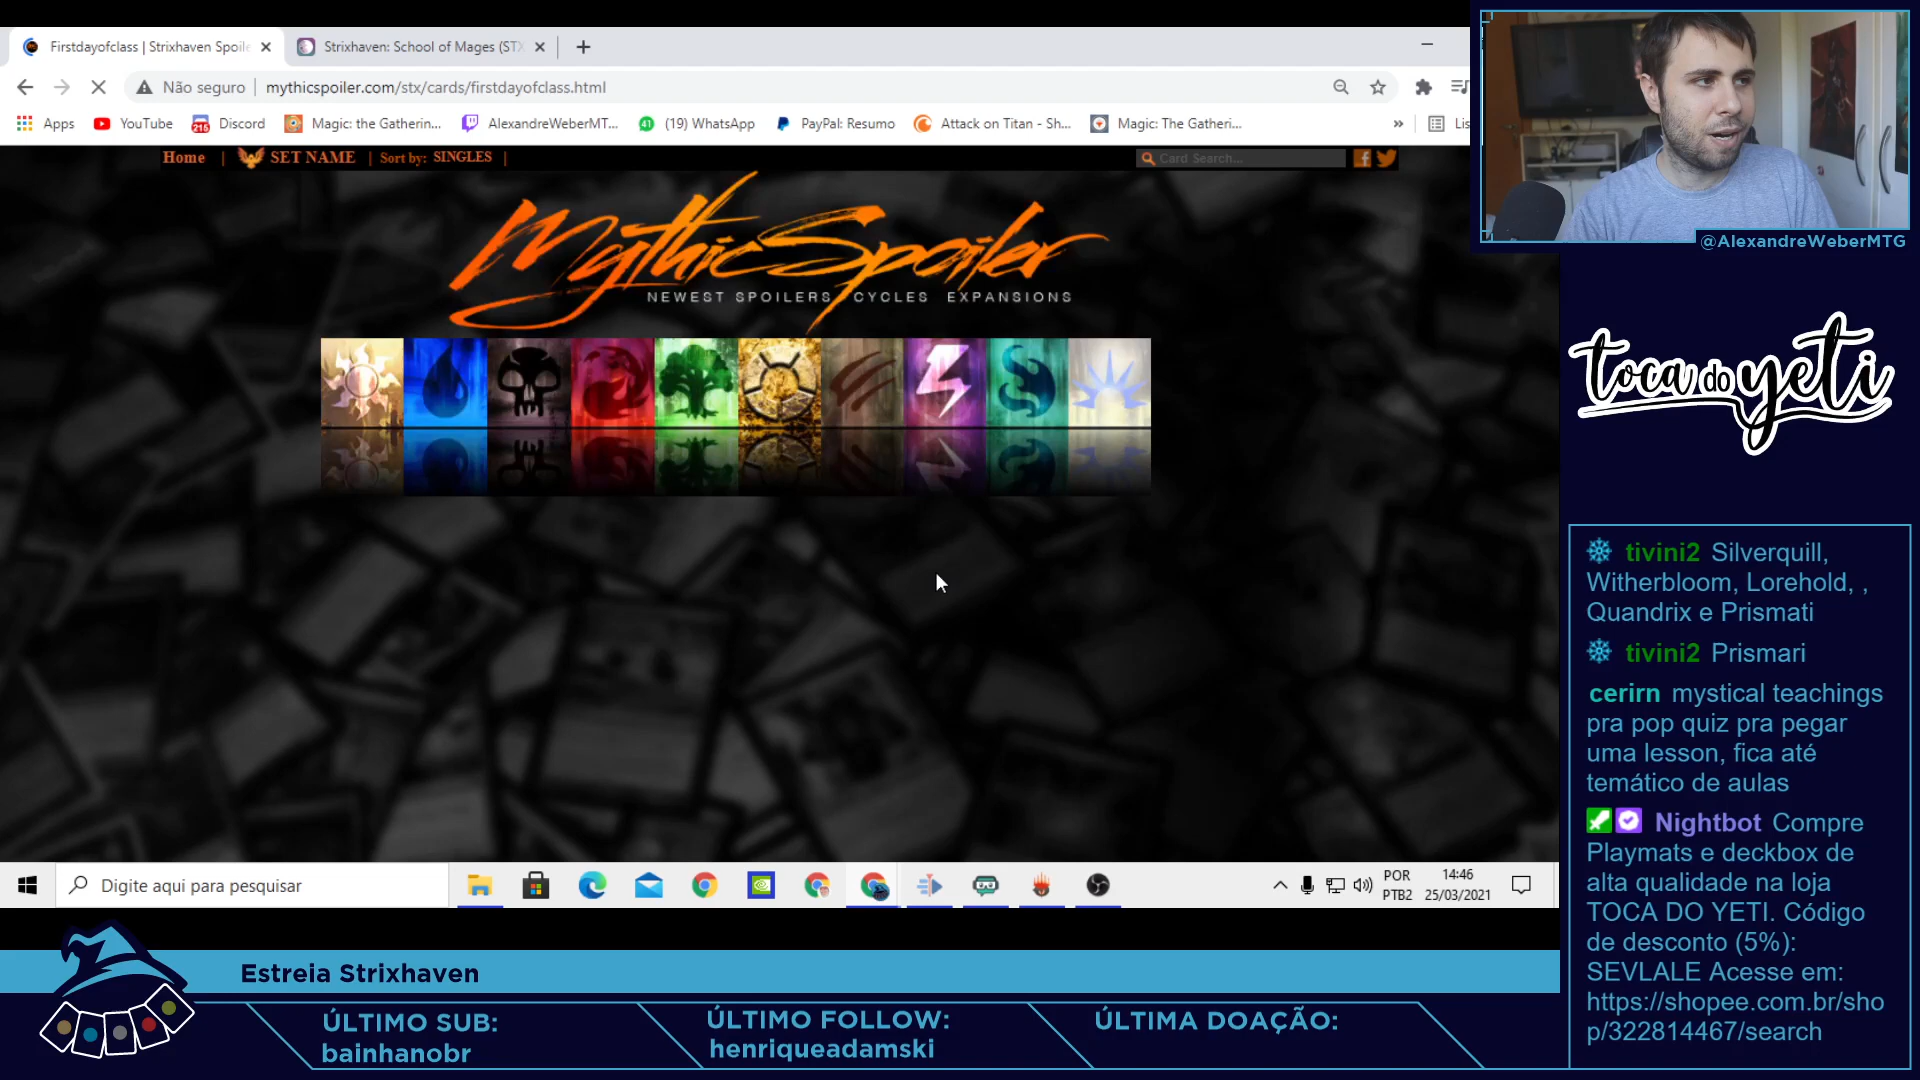 Firstdayofclass | Strixhaven Spoile
Strixhaven: School of Mages (STX
Não seguro | mythicspoiler.com/stx/cards/firstdayofclass.html
Apps YouTube 215 Discord Magic: the Gatherin... AlexandreWeberMT... 41 (19) WhatsApp PayPal: Resumo Attack on Titan - Sh... Magic: The Gatheri... » Lis
Home | SET NAME | Sort by: SINGLES | Card Search...
MythicSpoiler
NEWEST SPOILERS CYCLES EXPANSIONS
@AlexandreWeberMTG
toca do yeti
tivini2 Silverquill,
Witherbloom, Lorehold, ,
Quandrix e Prismati
tivini2 Prismari
cerirn mystical teachings
pra pop quiz pra pegar
uma lesson, fica até
temático de aulas
Nightbot Compre
Playmats e deckbox de
alta qualidade na loja
TOCA DO YETI. Código
de desconto (5%):
SEVLALE Acesse em:
https://shopee.com.br/sho
p/322814467/search
Digite aqui para pesquisar
POR
PTB2
14:46
25/03/2021
Estreia Strixhaven
ÚLTIMO SUB:
bainhanobr
ÚLTIMO FOLLOW:
henriqueadamski
ÚLTIMA DOAÇÃO: